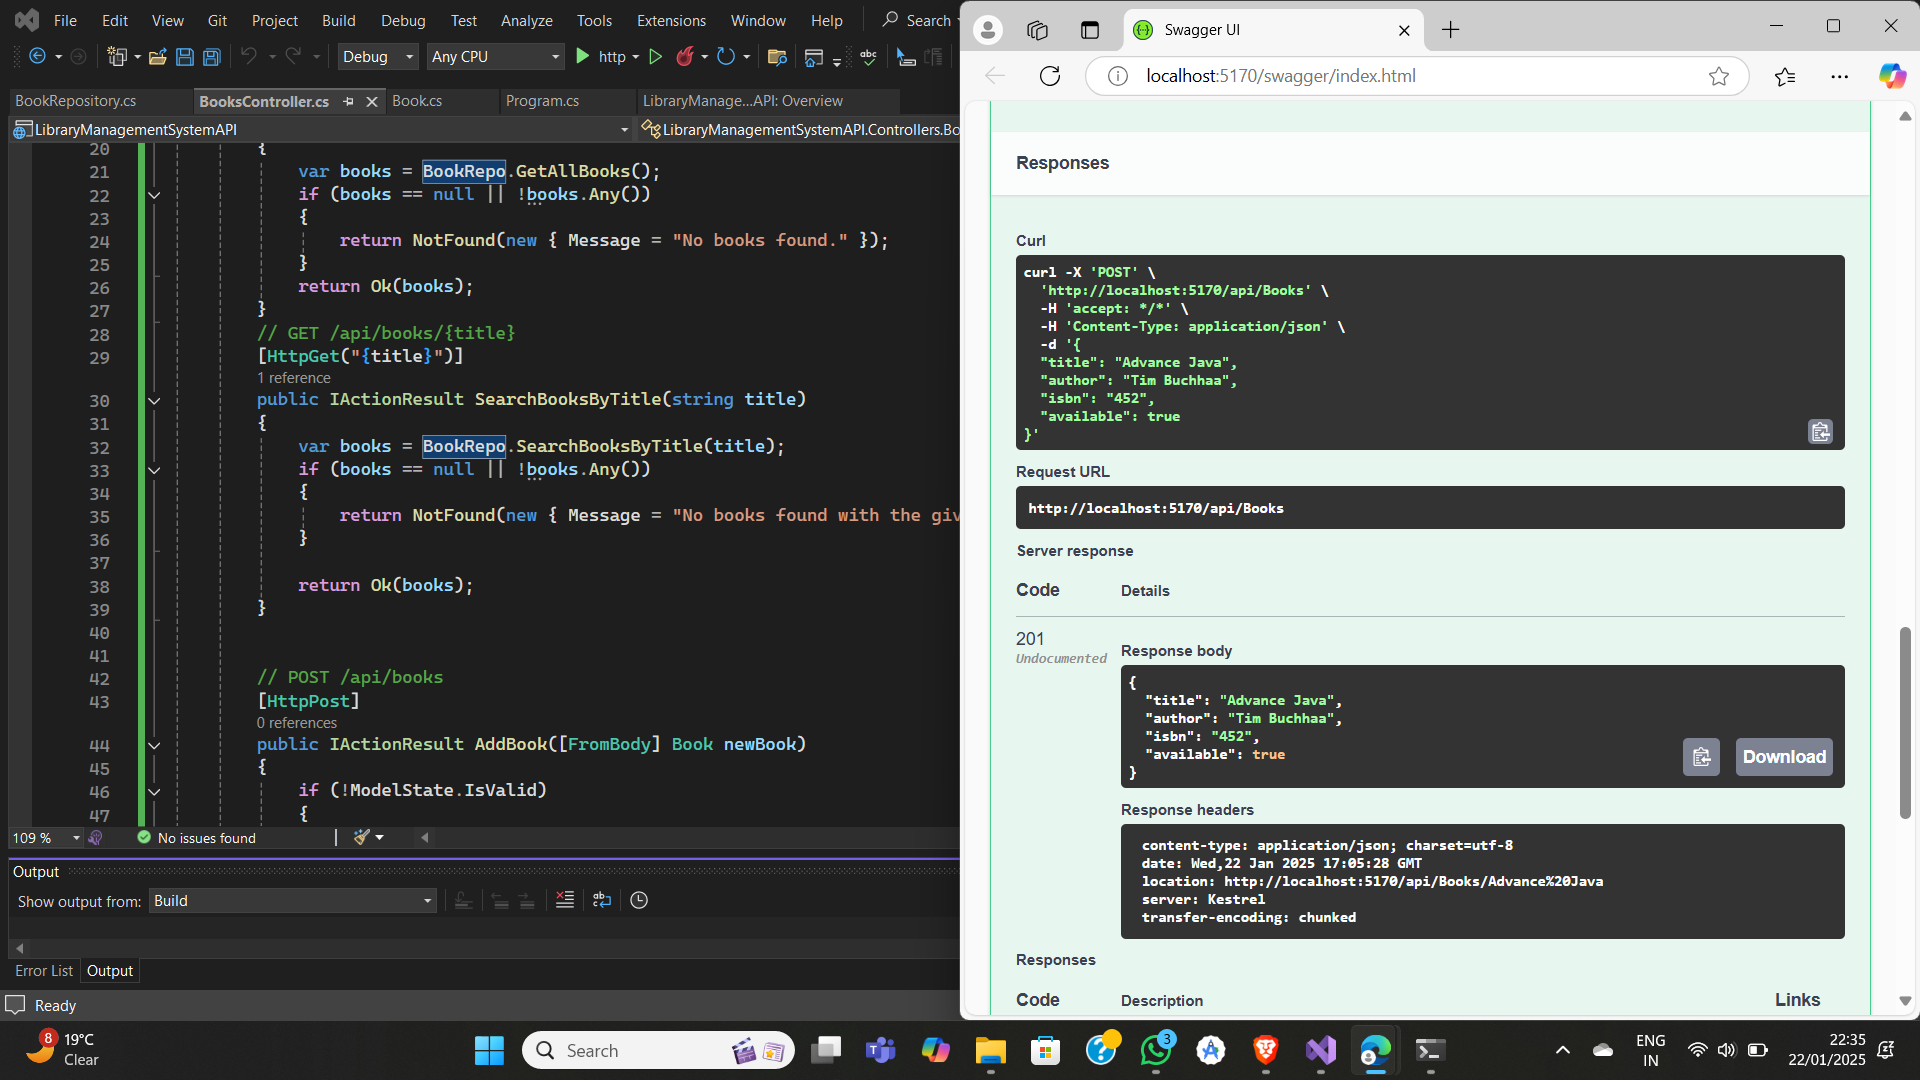 File Edit View Git Project Build Debug Test Analyze Tools Extensions Window Help Search
Debug Any CPU http abc
BookRepository.cs BooksController.cs Book.cs Program.cs LibraryManage...API: Overview
LibraryManagementSystemAPI LibraryManagementSystemAPI.Controllers.Bo
20 {
21 var books = BookRepo.GetAllBooks();
22 if (books == null || !books.Any())
23 {
24 return NotFound(new { Message = "No books found." });
25 }
26 return Ok(books);
27 }
28 // GET /api/books/{title}
29 [HttpGet("{title}")]
1 reference
30 public IActionResult SearchBooksByTitle(string title)
31 {
32 var books = BookRepo.SearchBooksByTitle(title);
33 if (books == null || !books.Any())
34 {
35 return NotFound(new { Message = "No books found with the giv
36 }
37
38 return Ok(books);
39 }
40
41
42 // POST /api/books
43 [HttpPost]
0 references
44 public IActionResult AddBook([FromBody] Book newBook)
45 {
46 if (!ModelState.IsValid)
47 {
109 % No issues found
Output
Show output from: Build
Error List Output
Ready
Swagger UI
localhost:5170/swagger/index.html
Responses
Curl
curl -X 'POST' \
'http://localhost:5170/api/Books' \
-H 'accept: */*' \
-H 'Content-Type: application/json' \
-d '{
"title": "Advance Java",
"author": "Tim Buchhaa",
"isbn": "452",
"available": true
}'
Request URL
http://localhost:5170/api/Books
Server response
Code Details
201
Undocumented
Response body
{
"title": "Advance Java",
"author": "Tim Buchhaa",
"isbn": "452",
"available": true
}
Download
Response headers
content-type: application/json; charset=utf-8
date: Wed,22 Jan 2025 17:05:28 GMT
location: http://localhost:5170/api/Books/Advance%20Java
server: Kestrel
transfer-encoding: chunked
Responses
Code Description Links
8 19°C
Clear
Search
3
ENG
IN
22:35
22/01/2025